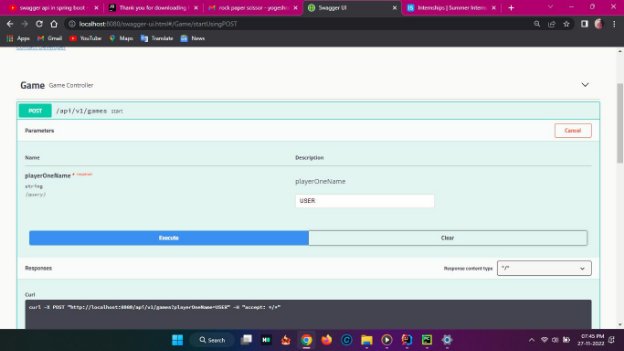 swagger api in spring boot
Thank you for downloading
rock paper scissor - yogeshv
Swagger UI
Internships | Summer Intern
localhost:8080/swagger-ui.html#/Game/startUsingPOST
Apps
Gmail
YouTube
Maps
Translate
News
Contact Developer
Game Game Controller
POST /api/v1/games start
Parameters
Cancel
Name
Description
playerOneName * required
string
(query)
playerOneName
USER
Execute
Clear
Responses
Response content type
*/*
Curl
curl -X POST "http://localhost:8080/api/v1/games?playerOneName=USER" -H "accept: */*"
Search
07:45 PM
27-11-2022